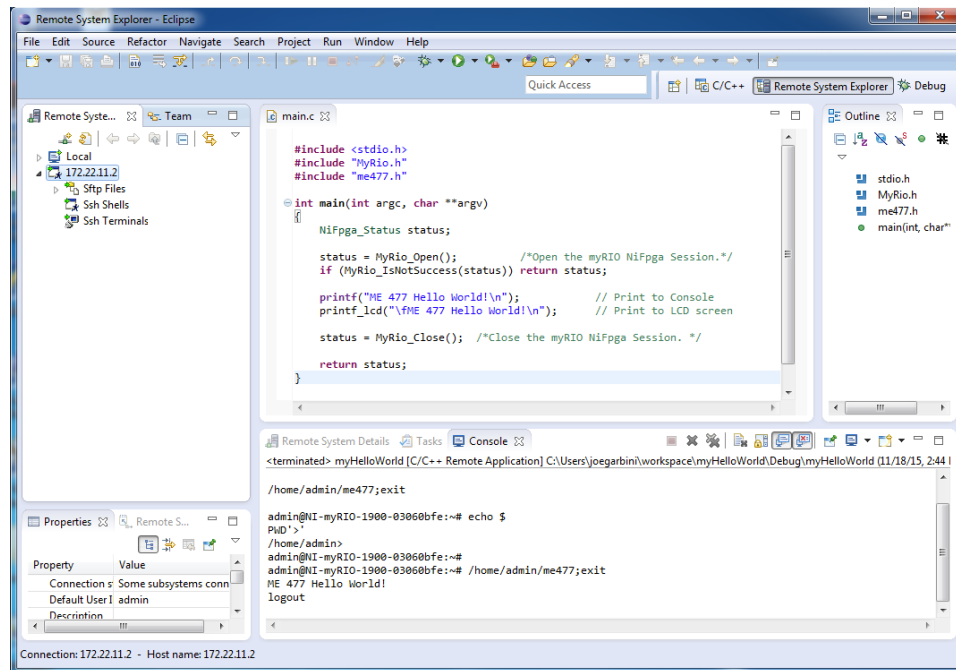 Remote System Explorer - Eclipse
File Edit Source Refactor Navigate Search Project Run Window Help
Quick Access
C/C++ Remote System Explorer Debug
Remote Syste... Team
Local
172.22.11.2
Sftp Files
Ssh Shells
Ssh Terminals
main.c
#include <stdio.h>
#include "MyRio.h"
#include "me477.h"
int main(int argc, char **argv)
{
NiFpga_Status status;
status = MyRio_Open(); /*Open the myRIO NiFpga Session.*/
if (MyRio_IsNotSuccess(status)) return status;
printf("ME 477 Hello World!\n"); // Print to Console
printf_lcd("\fME 477 Hello World!\n"); // Print to LCD screen
status = MyRio_Close(); /*Close the myRIO NiFpga Session. */
return status;
}
Outline
stdio.h
MyRio.h
me477.h
main(int, char*
Properties Remote S...
Property Value
Connection s Some subsystems conn
Default User I admin
Description
Remote System Details Tasks Console
<terminated> myHelloWorld [C/C++ Remote Application] C:\Users\joegarbini\workspace\myHelloWorld\Debug\myHelloWorld (11/18/15, 2:44
/home/admin/me477;exit
admin@NI-myRIO-1900-03060bfe:~# echo $
PWD'>'
/home/admin>
admin@NI-myRIO-1900-03060bfe:~#
admin@NI-myRIO-1900-03060bfe:~# /home/admin/me477;exit
ME 477 Hello World!
logout
Connection: 172.22.11.2 - Host name: 172.22.11.2